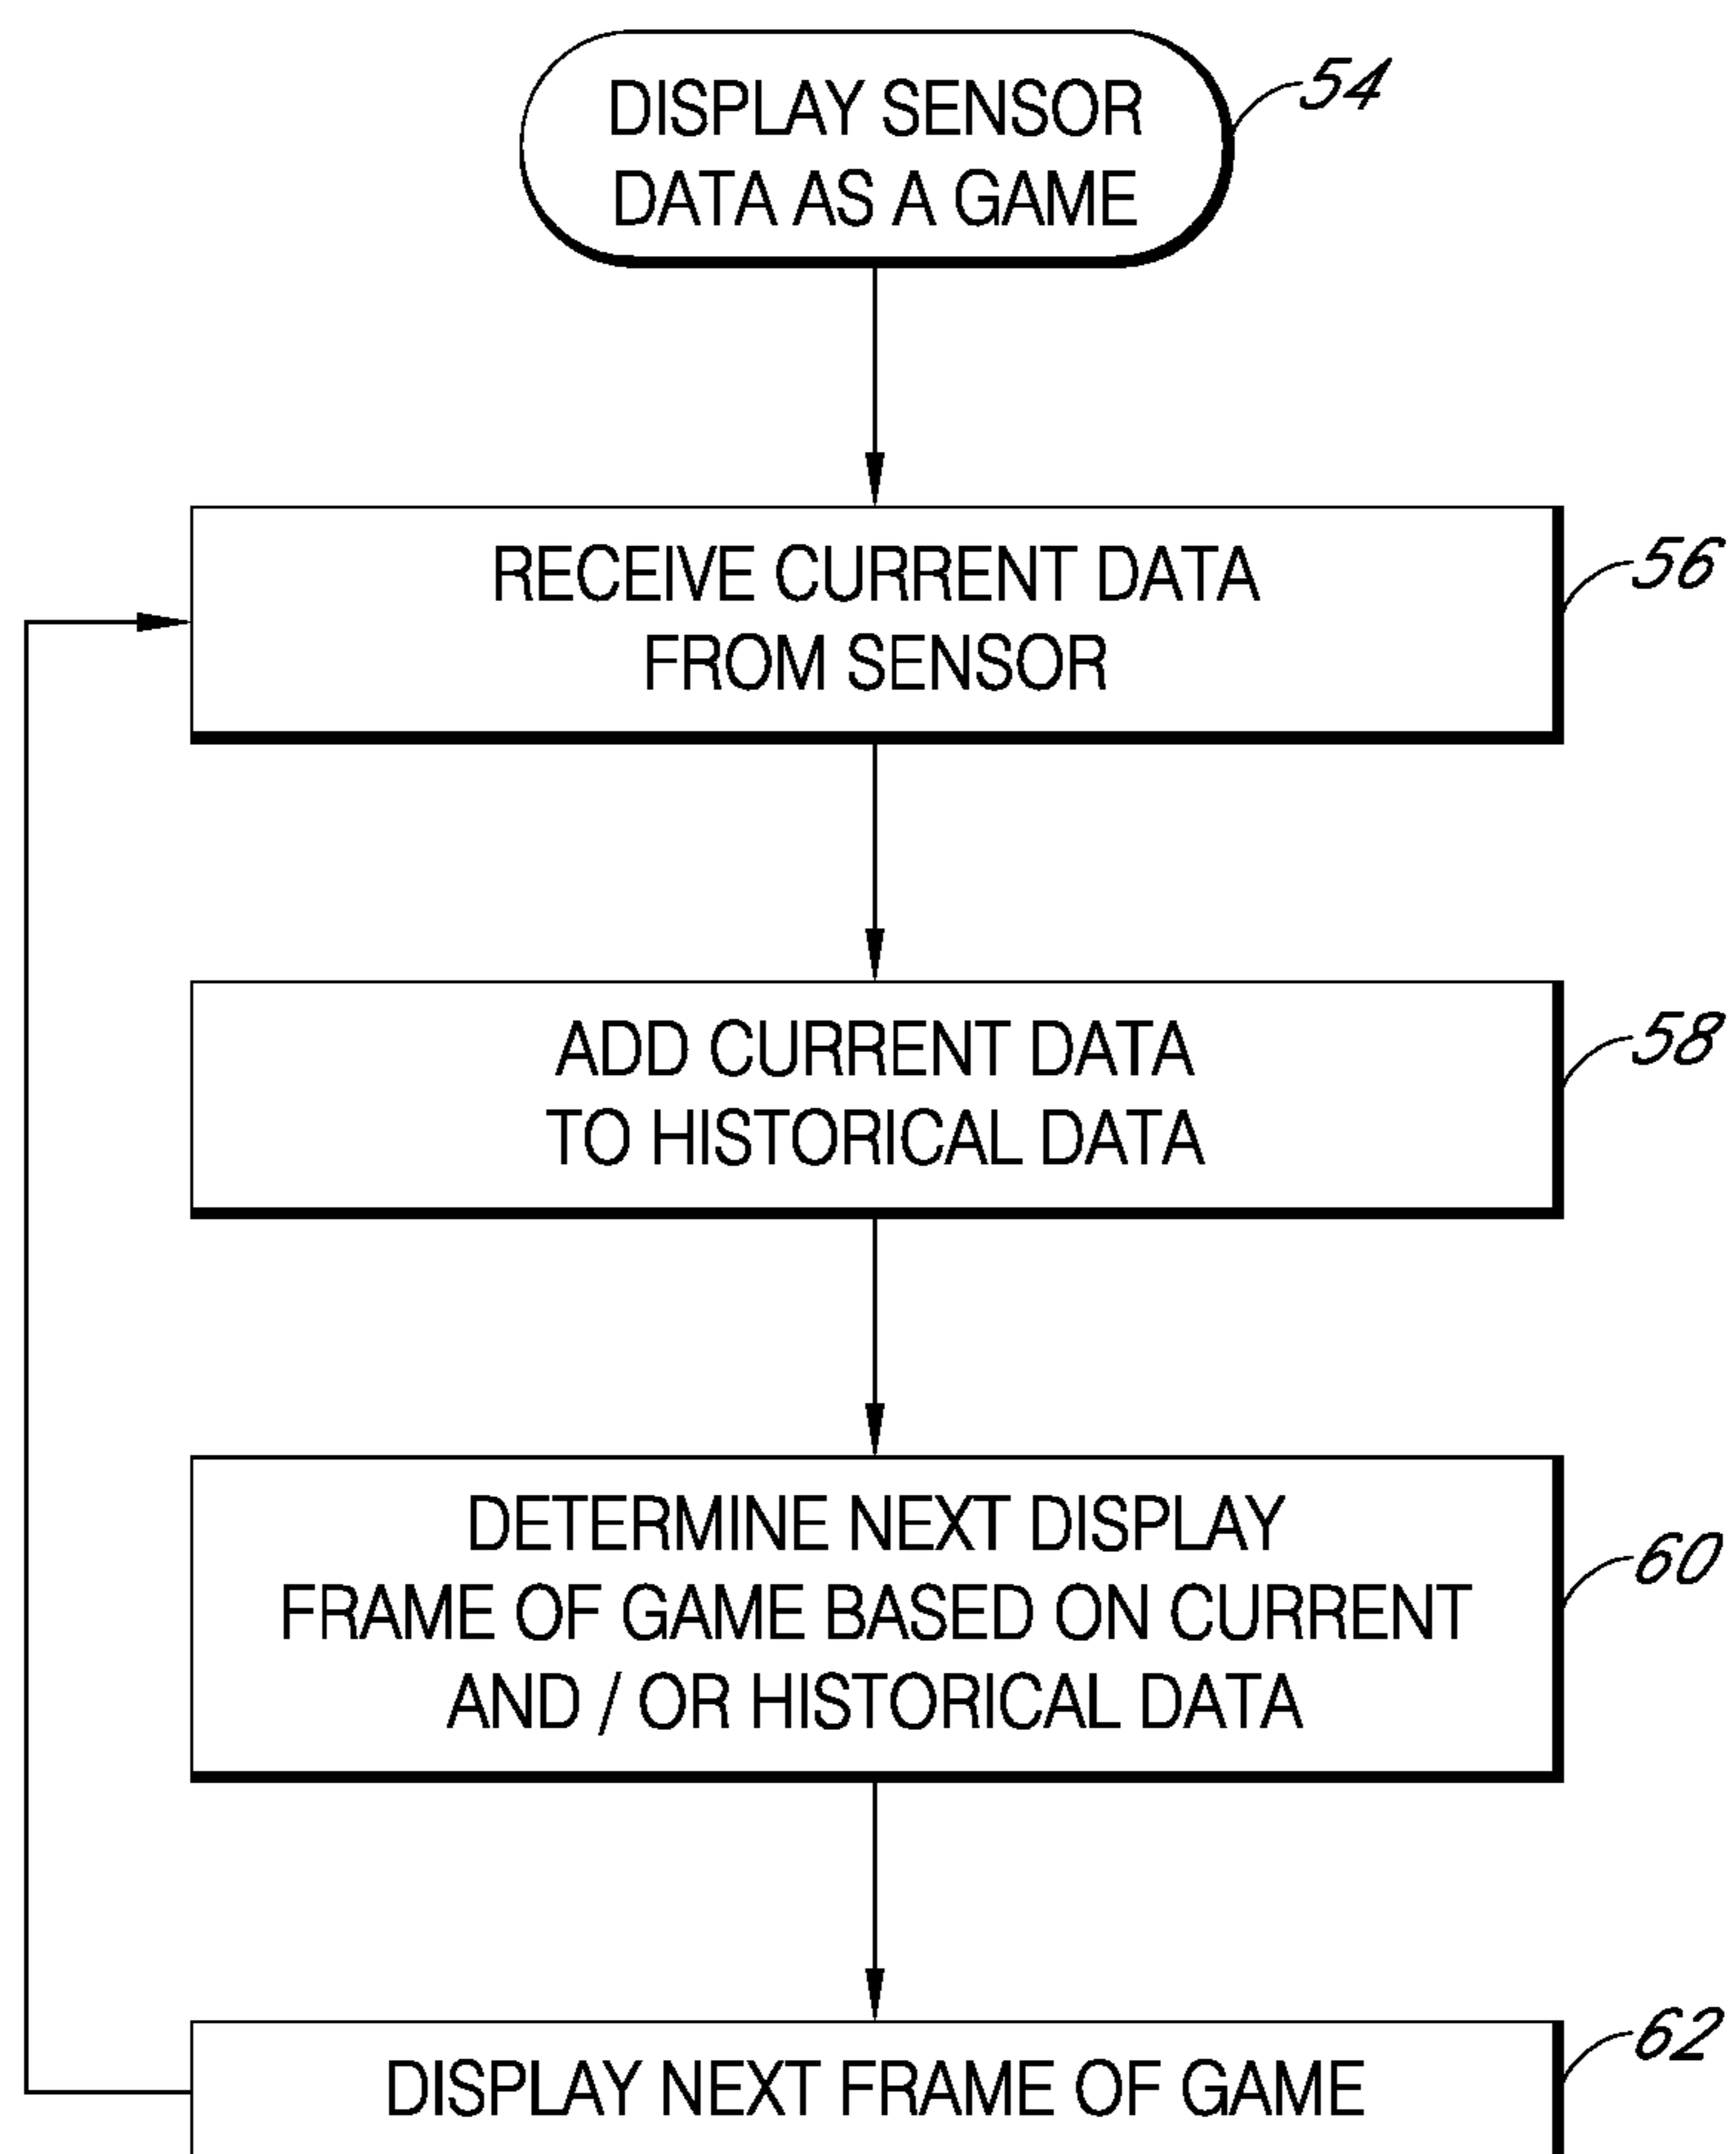 DISPLAY SENSOR
DATA AS A GAME
54
RECEIVE CURRENT DATA
FROM SENSOR
56
ADD CURRENT DATA
TO HISTORICAL DATA
58
DETERMINE NEXT DISPLAY
FRAME OF GAME BASED ON CURRENT
AND / OR HISTORICAL DATA
60
DISPLAY NEXT FRAME OF GAME
62